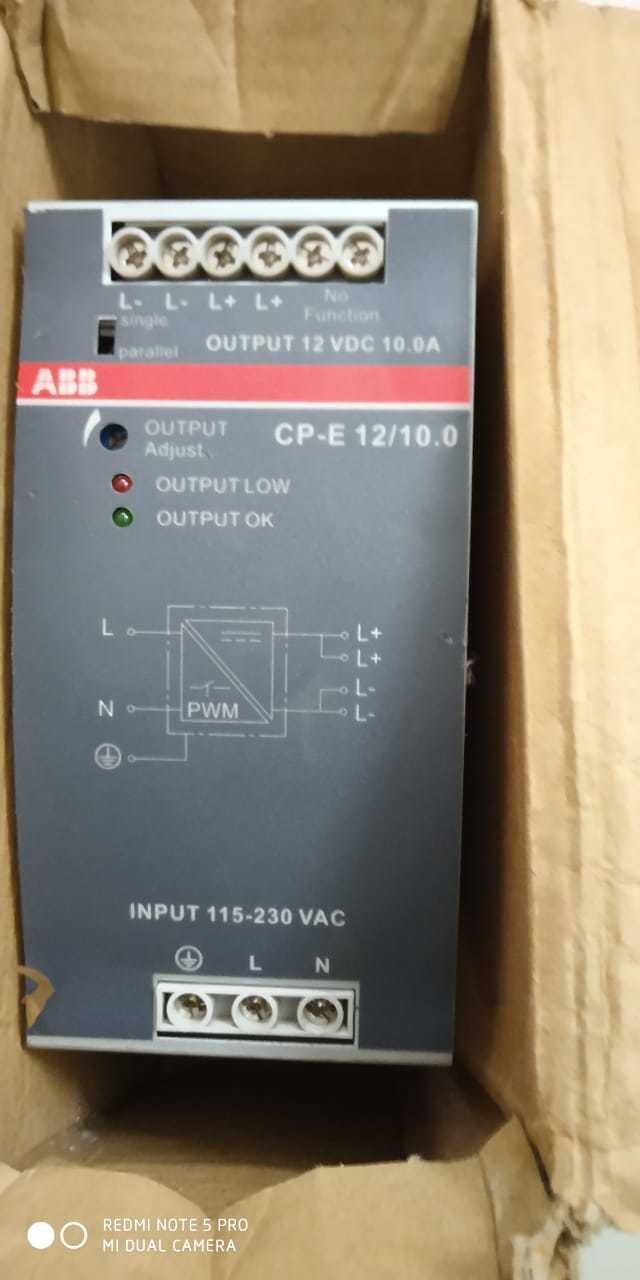 L- L- L+ L+ No
single Function
parallel OUTPUT 12 VDC 10.0A
ABB
OUTPUT CP-E 12/10.0
Adjust
OUTPUT LOW
OUTPUT OK
L
L+
L+
N
PWM
L-
L-
INPUT 115-230 VAC
L N
REDMI NOTE 5 PRO
MI DUAL CAMERA